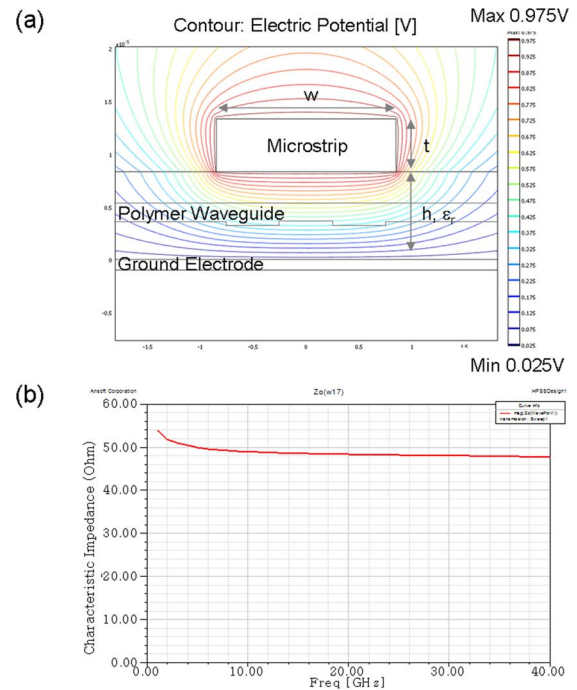 (a)
Contour: Electric Potential [V]
Max 0.975V
Max: 0.975
2 ×10⁻⁵
1.5
1
0.5
0
w
Microstrip
t
h, εr
Polymer Waveguide
Ground Electrode
-1.5
-1
-0.5
0
0.5
1
0.975
0.925
0.875
0.825
0.775
0.725
0.675
0.625
0.575
0.525
0.475
0.425
0.375
0.325
0.275
0.225
0.175
0.125
0.075
0.025
Min 0.025V
(b)
Ansoft Corporation
Zo(w17)
HFSSDesign1
Curve Info
Characteristic Impedance (Ohm)
60.00
50.00
40.00
30.00
20.00
10.00
0.00
0.00
10.00
20.00
30.00
40.00
Freq [GHz]